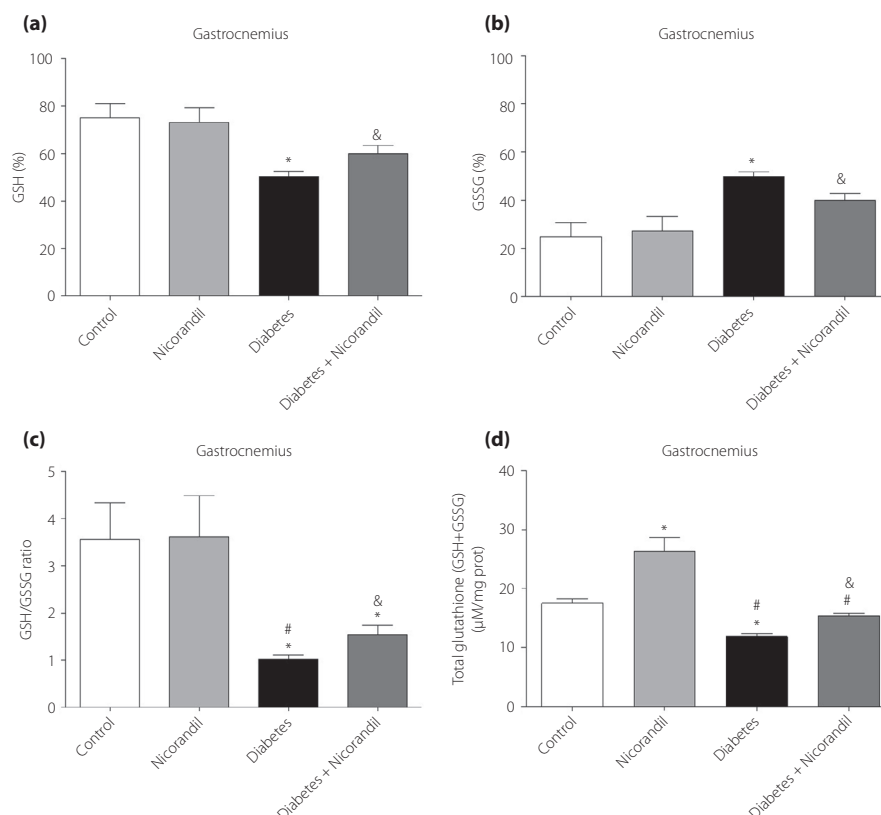 (a)
Gastrocnemius
GSH (%)
100
80
60
40
20
0
*
&
Control
Nicorandil
Diabetes
Diabetes + Nicorandil
(b)
Gastrocnemius
GSSG (%)
100
80
60
40
20
0
*
&
Control
Nicorandil
Diabetes
Diabetes + Nicorandil
(c)
Gastrocnemius
GSH/GSSG ratio
5
4
3
2
1
0
#
*
&
*
Control
Nicorandil
Diabetes
Diabetes + Nicorandil
(d)
Gastrocnemius
Total glutathione (GSH+GSSG)
(µM/mg prot)
40
30
20
10
0
*
#
*
&
#
Control
Nicorandil
Diabetes
Diabetes + Nicorandil